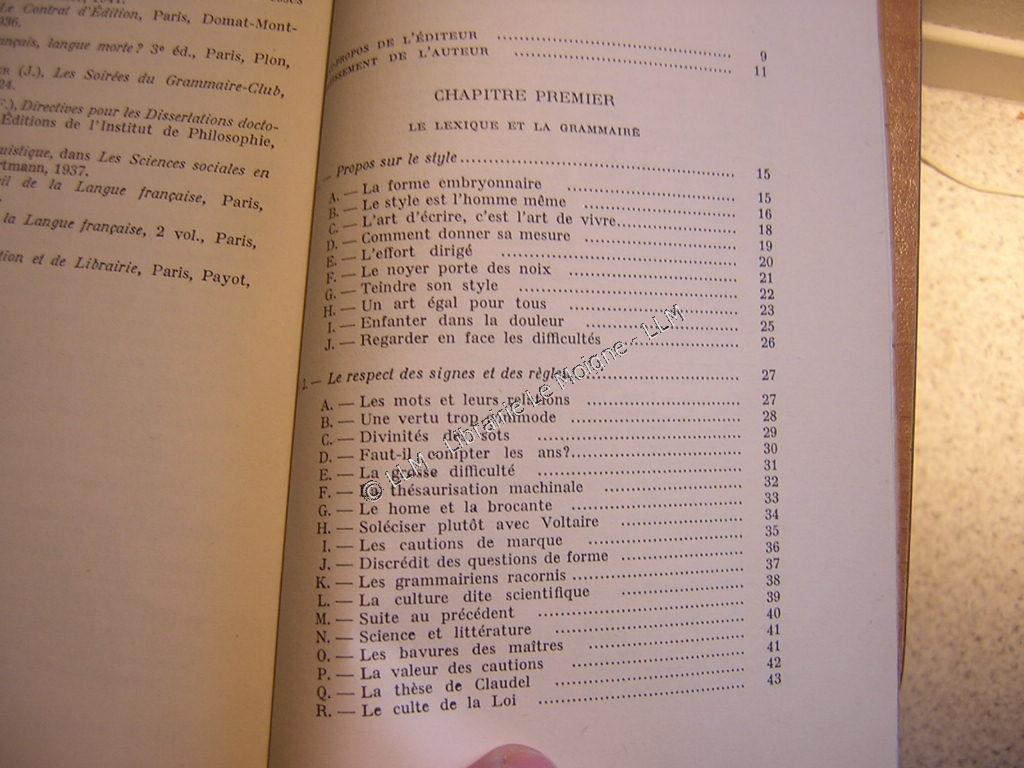 Le Contrat d'Édition, Paris, Domat-Mont-
936.
langue morte? 3e éd., Paris, Plon,
(J.), Les Soirées du Grammaire-Club,
24.
F.), Directives pour les Dissertations docto-
Éditions de l'Institut de Philosophie,
dans Les Sciences sociales en
1937.
de la Langue française, Paris,
la Langue française, 2 vol., Paris,
et de Librairie, Paris, Payot,
DE L'ÉDITEUR 9
DE L'AUTEUR 11
CHAPITRE PREMIER
LE LEXIQUE ET LA GRAMMAIRE
— Propos sur le style 15
A. — La forme embryonnaire 15
B. — Le style est l'homme même 16
C. — L'art d'écrire, c'est l'art de vivre 18
D. — Comment donner sa mesure 19
E. — L'effort dirigé 20
F. — Le noyer porte des noix 21
G. — Teindre son style 22
H. — Un art égal pour tous 23
I. — Enfanter dans la douleur 25
J. — Regarder en face les difficultés 26
— Le respect des signes et des règles 27
A. — Les mots et leurs relations 27
B. — Une vertu trop commode 28
C. — Divinités des sots 29
D. — Faut-il compter les ans? 30
E. — La grosse difficulté 31
F. — La thésaurisation machinale 32
G. — Le home et la brocante 33
H. — Soléciser plutôt avec Voltaire 34
I. — Les cautions de marque 35
J. — Discrédit des questions de forme 36
K. — Les grammairiens racornis 37
L. — La culture dite scientifique 38
M. — Suite au précédent 39
N. — Science et littérature 40
O. — Les bavures des maîtres 41
P. — La valeur des cautions 41
Q. — La thèse de Claudel 42
R. — Le culte de la Loi 43
© LLM - Librairie Le Moigne - LLM